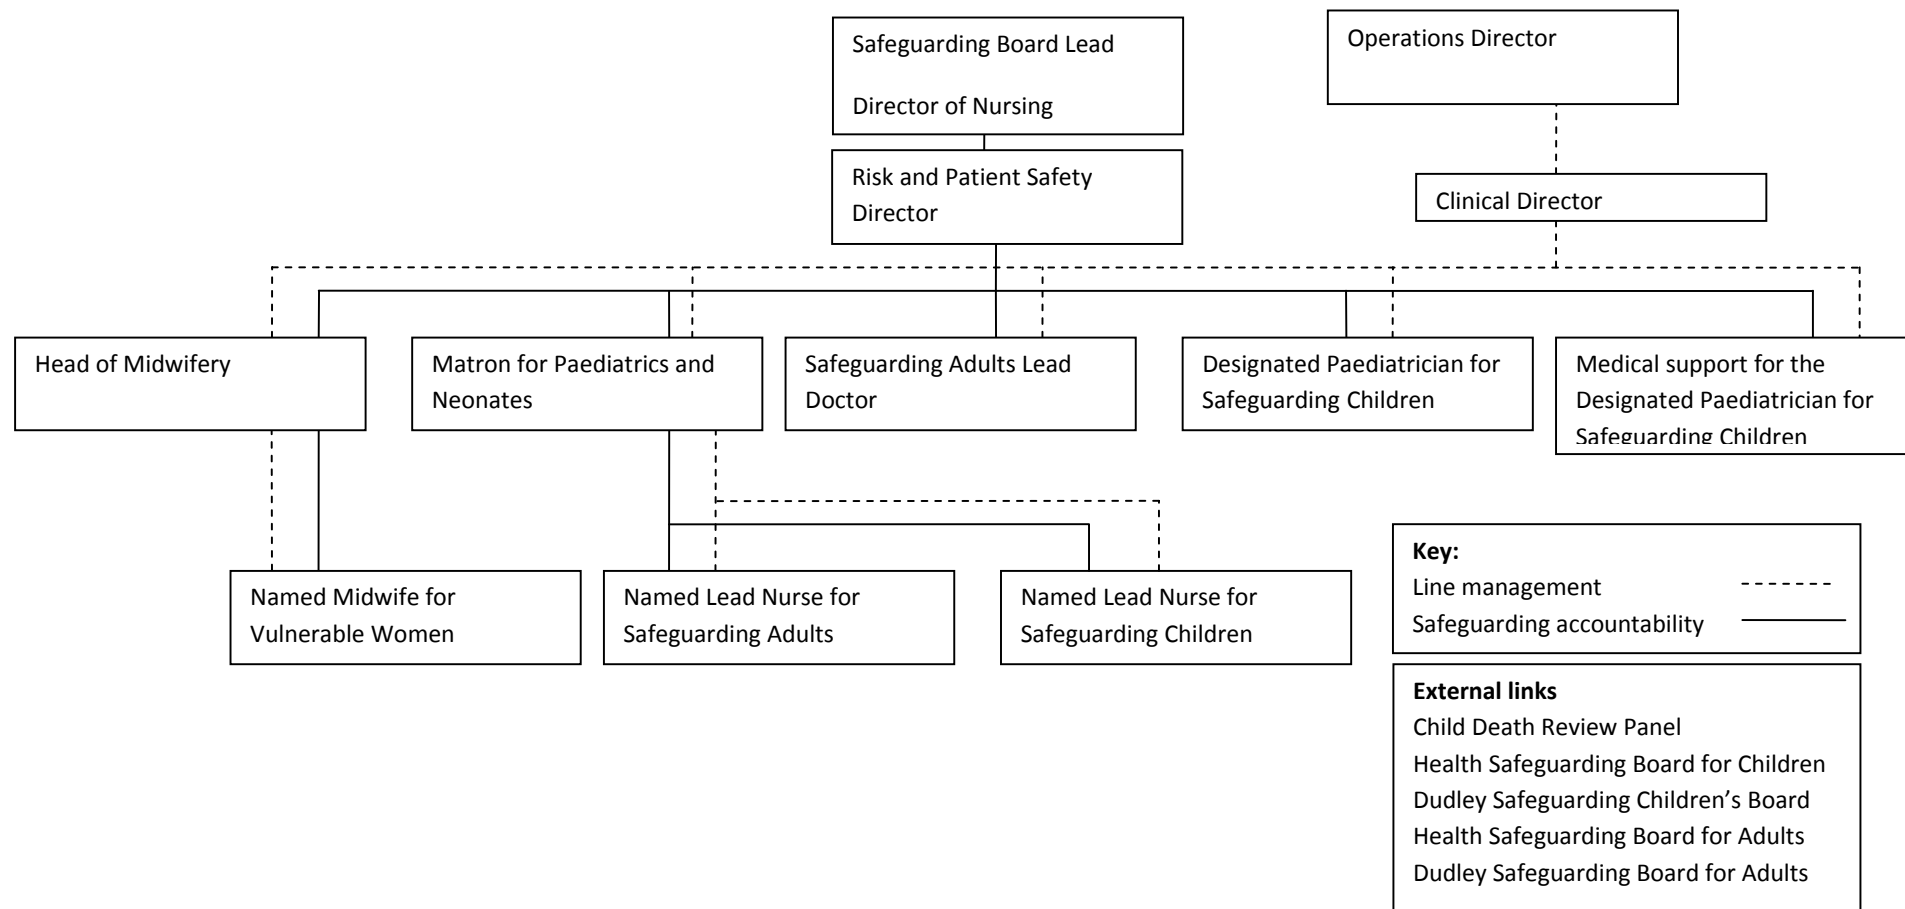 Safeguarding Board Lead
Director of Nursing
Operations Director
Risk and Patient Safety
Director
Clinical Director
Head of Midwifery
Matron for Paediatrics and
Neonates
Safeguarding Adults Lead
Doctor
Designated Paediatrician for
Safeguarding Children
Medical support for the
Designated Paediatrician for
Safeguarding Children
Named Midwife for
Vulnerable Women
Named Lead Nurse for
Safeguarding Adults
Named Lead Nurse for
Safeguarding Children
Key:
Line management
Safeguarding accountability
External links
Child Death Review Panel
Health Safeguarding Board for Children
Dudley Safeguarding Children’s Board
Health Safeguarding Board for Adults
Dudley Safeguarding Board for Adults